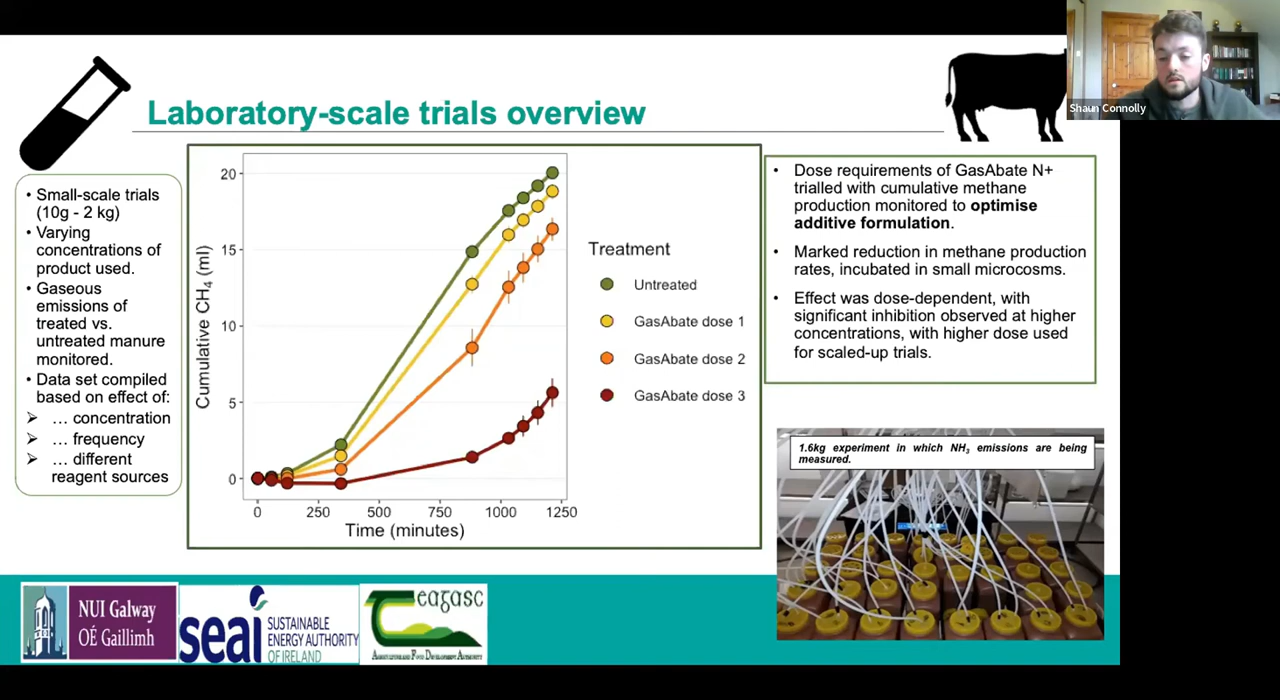 Shaun Connolly
Laboratory-scale trials overview
• Small-scale trials
(10g - 2 kg)
• Varying
concentrations of
product used.
• Gaseous
emissions of
treated vs.
untreated manure
monitored.
• Data set compiled
based on effect of:
➢ … concentration
➢ … frequency
➢ … different
reagent sources
Cumulative CH₄ (ml)
20
15
10
5
0
0 250 500 750 1000 1250
Time (minutes)
Treatment
Untreated
GasAbate dose 1
GasAbate dose 2
GasAbate dose 3
• Dose requirements of GasAbate N+
trialled with cumulative methane
production monitored to optimise
additive formulation.
• Marked reduction in methane production
rates, incubated in small microcosms.
• Effect was dose-dependent, with
significant inhibition observed at higher
concentrations, with higher dose used
for scaled-up trials.
1.6kg experiment in which NH₃ emissions are being
measured.
NUI Galway
OÉ Gaillimh
seai
SUSTAINABLE
ENERGY AUTHORITY
OF IRELAND
Teagasc
AGRICULTURE AND FOOD DEVELOPMENT AUTHORITY